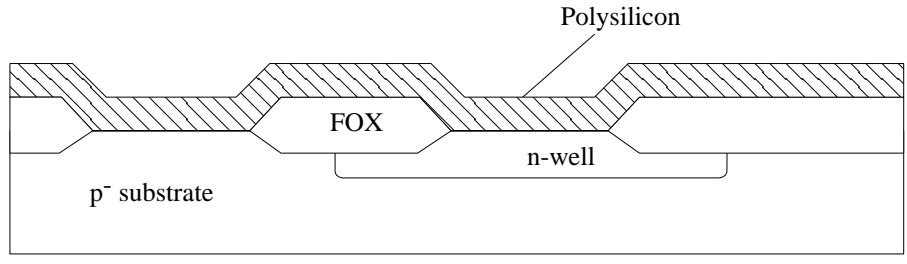 Polysilicon
FOX
n-well
p⁻ substrate